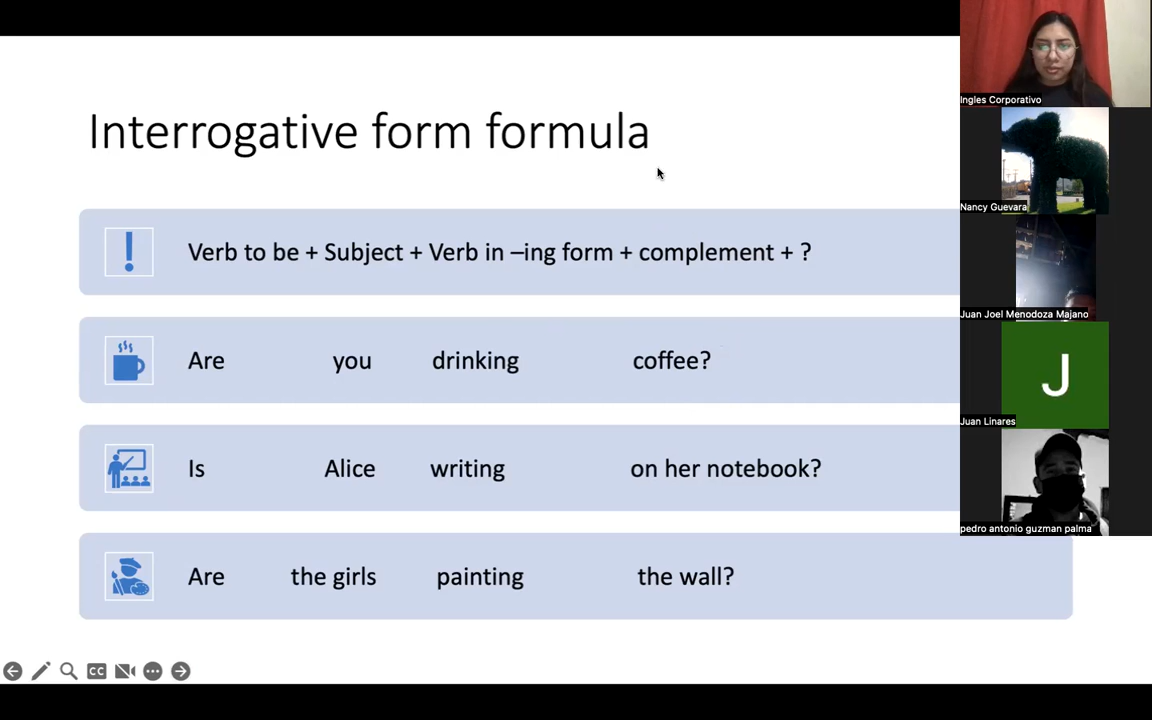 Interrogative form formula
! Verb to be + Subject + Verb in –ing form + complement + ?
Are you drinking coffee?
Is Alice writing on her notebook?
Are the girls painting the wall?
CC
Ingles Corporativo
Nancy Guevara
Juan Joel Menodoza Majano
J
Juan Linares
pedro antonio guzman palma